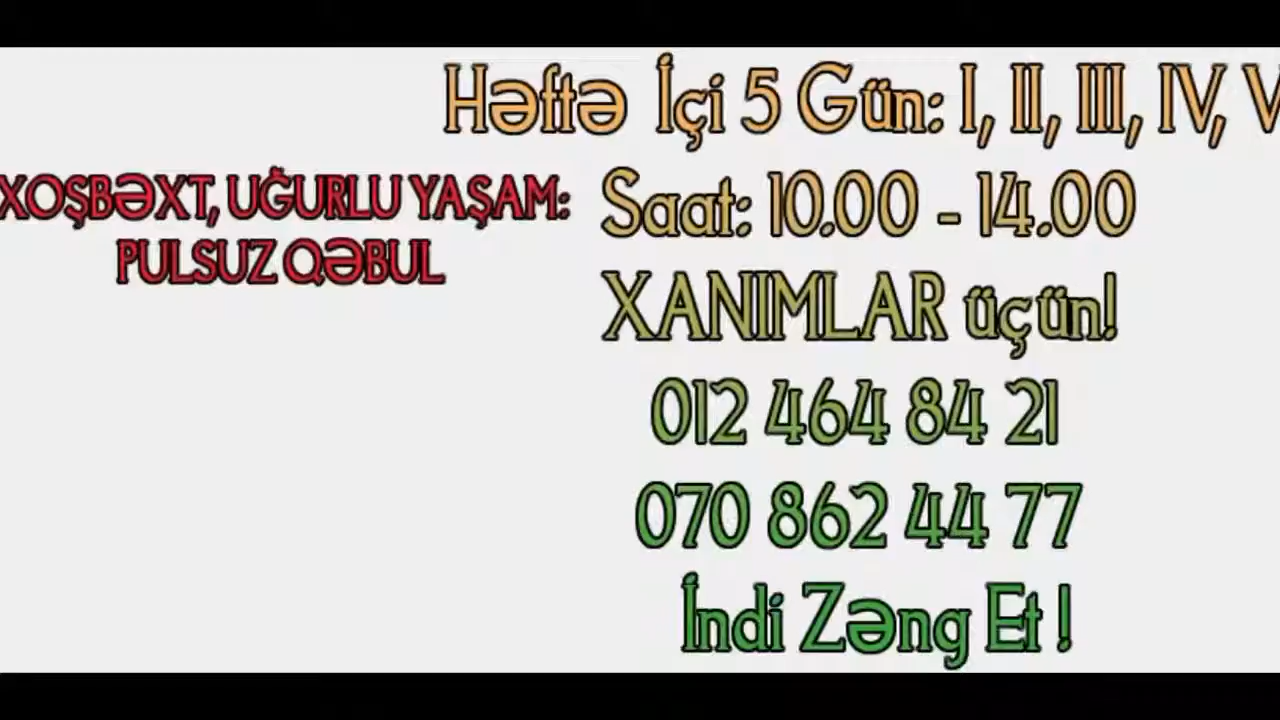 Həftə İçi 5 Gün: I, II, III, IV, V
XOŞBƏXT, UĞURLU YAŞAM:
PULSUZ QƏBUL
Saat: 10.00 - 14.00
XANIMLAR üçün!
012 464 84 21
070 862 44 77
İndi Zəng Et !